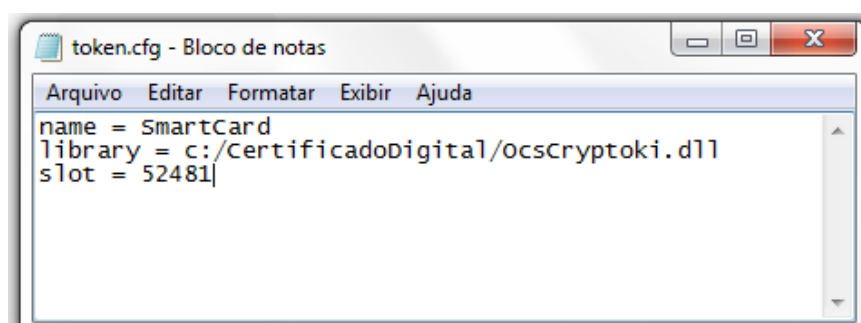 token.cfg - Bloco de notas
Arquivo Editar Formatar Exibir Ajuda
name = SmartCard
library = c:/CertificadoDigital/OcsCryptoki.dll
slot = 52481